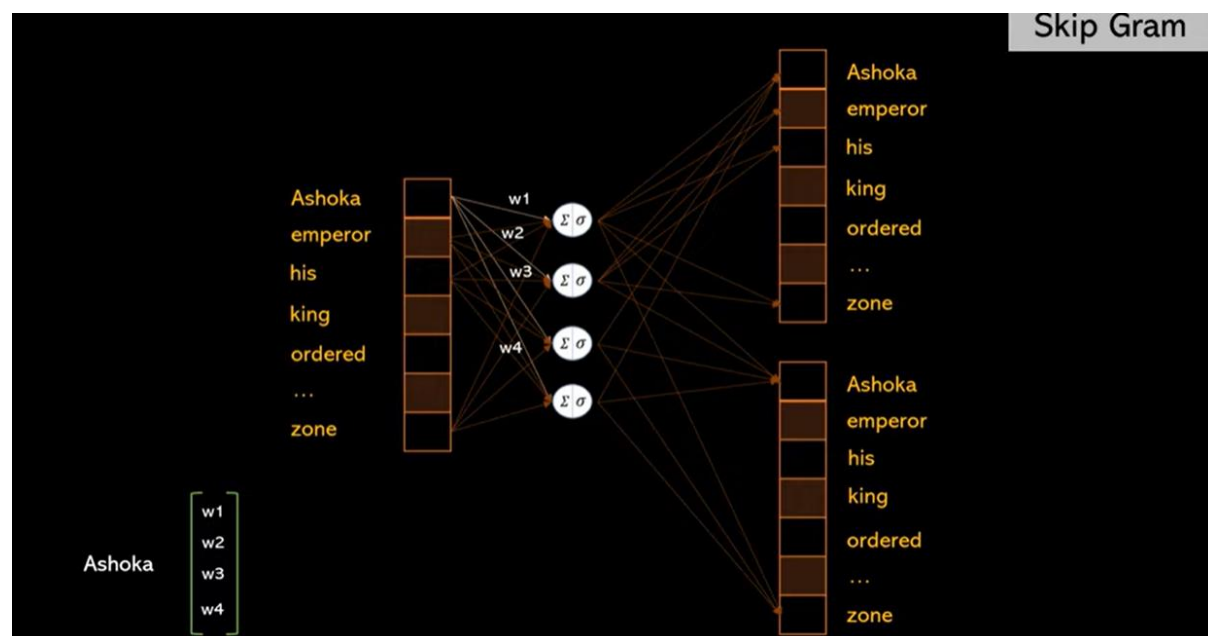 Skip Gram
Ashoka
emperor
his
king
ordered
...
zone
w1
w2
w3
w4
Σ σ
Σ σ
Σ σ
Σ σ
Ashoka
emperor
his
king
ordered
...
zone
Ashoka
emperor
his
king
ordered
...
zone
Ashoka
w1
w2
w3
w4